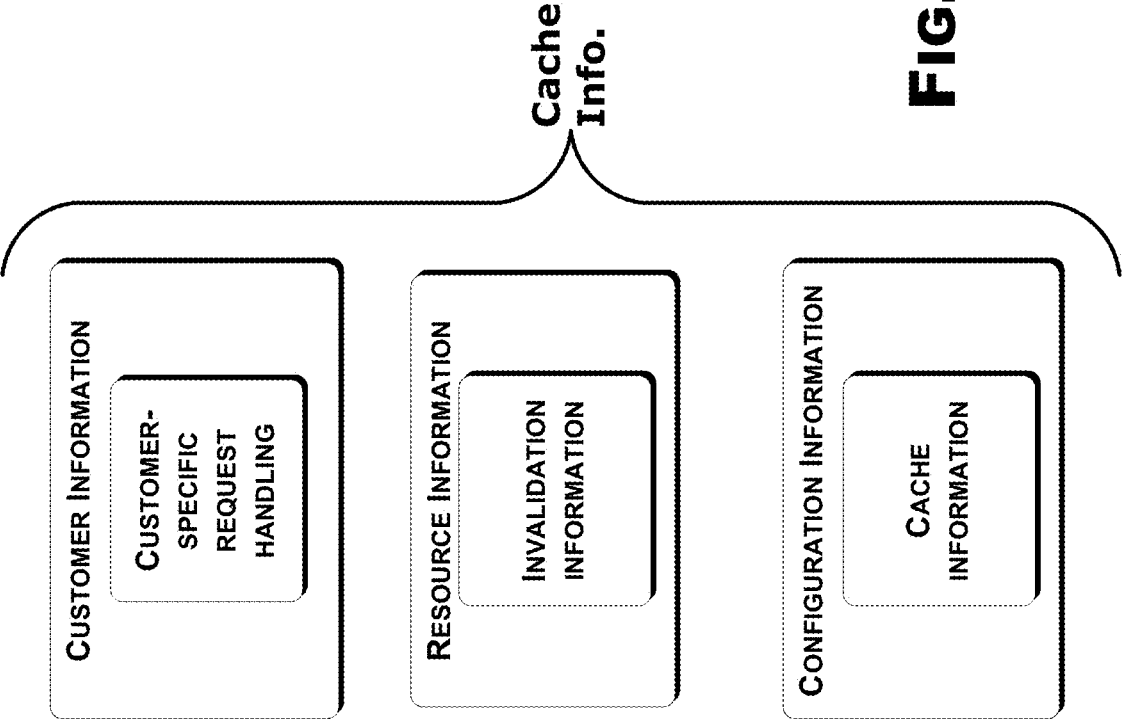 CUSTOMER INFORMATION
CUSTOMER-
SPECIFIC
REQUEST
HANDLING
RESOURCE INFORMATION
INVALIDATION
INFORMATION
CONFIGURATION INFORMATION
CACHE
INFORMATION
Cache
Info.
FIG.